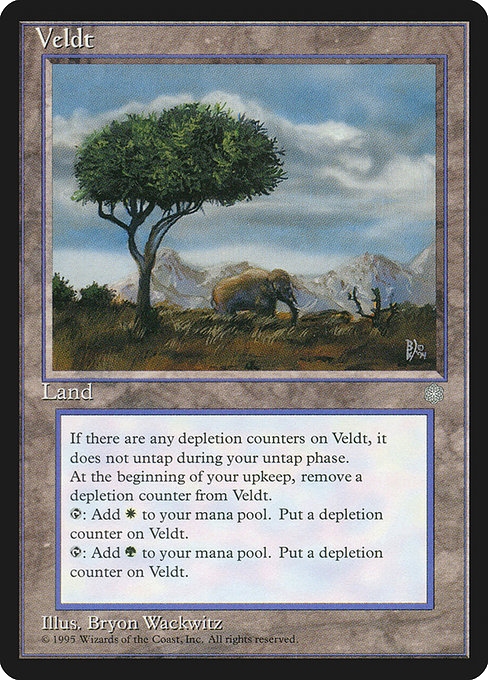 Veldt
Land
If there are any depletion counters on Veldt, it
does not untap during your untap phase.
At the beginning of your upkeep, remove a
depletion counter from Veldt.
: Add to your mana pool. Put a depletion
counter on Veldt.
: Add to your mana pool. Put a depletion
counter on Veldt.
Illus. Bryon Wackwitz
© 1995 Wizards of the Coast, Inc. All rights reserved.